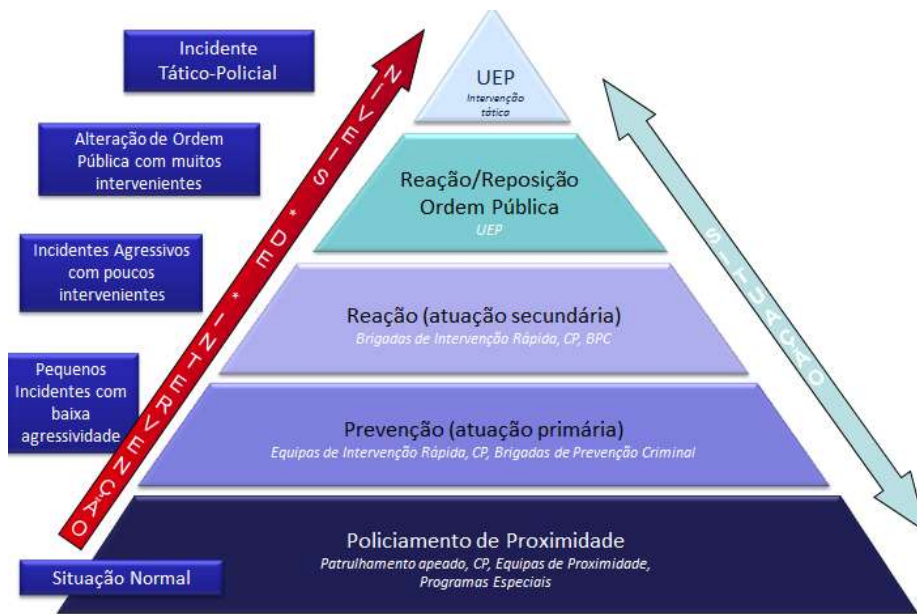 Incidente
Tático-Policial
UEP
Intervenção
tática
Alteração de Ordem
Pública com muitos
intervenientes
Reação/Reposição
Ordem Pública
UEP
Incidentes Agressivos
com poucos
intervenientes
Reação (atuação secundária)
Brigadas de Intervenção Rápida, CP, BPC
Pequenos
Incidentes com
baixa
agressividade
Prevenção (atuação primária)
Equipas de Intervenção Rápida, CP, Brigadas de Prevenção Criminal
Situação Normal
Policiamento de Proximidade
Patrulhamento apeado, CP, Equipas de Proximidade,
Programas Especiais
NIVEIS * DE * INTERVENÇAO
SITUAÇAO